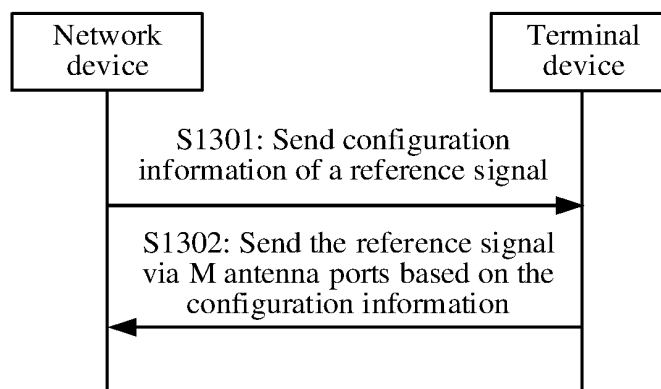 Network
device
Terminal
device
S1301: Send configuration
information of a reference signal
S1302: Send the reference signal
via M antenna ports based on the
configuration information